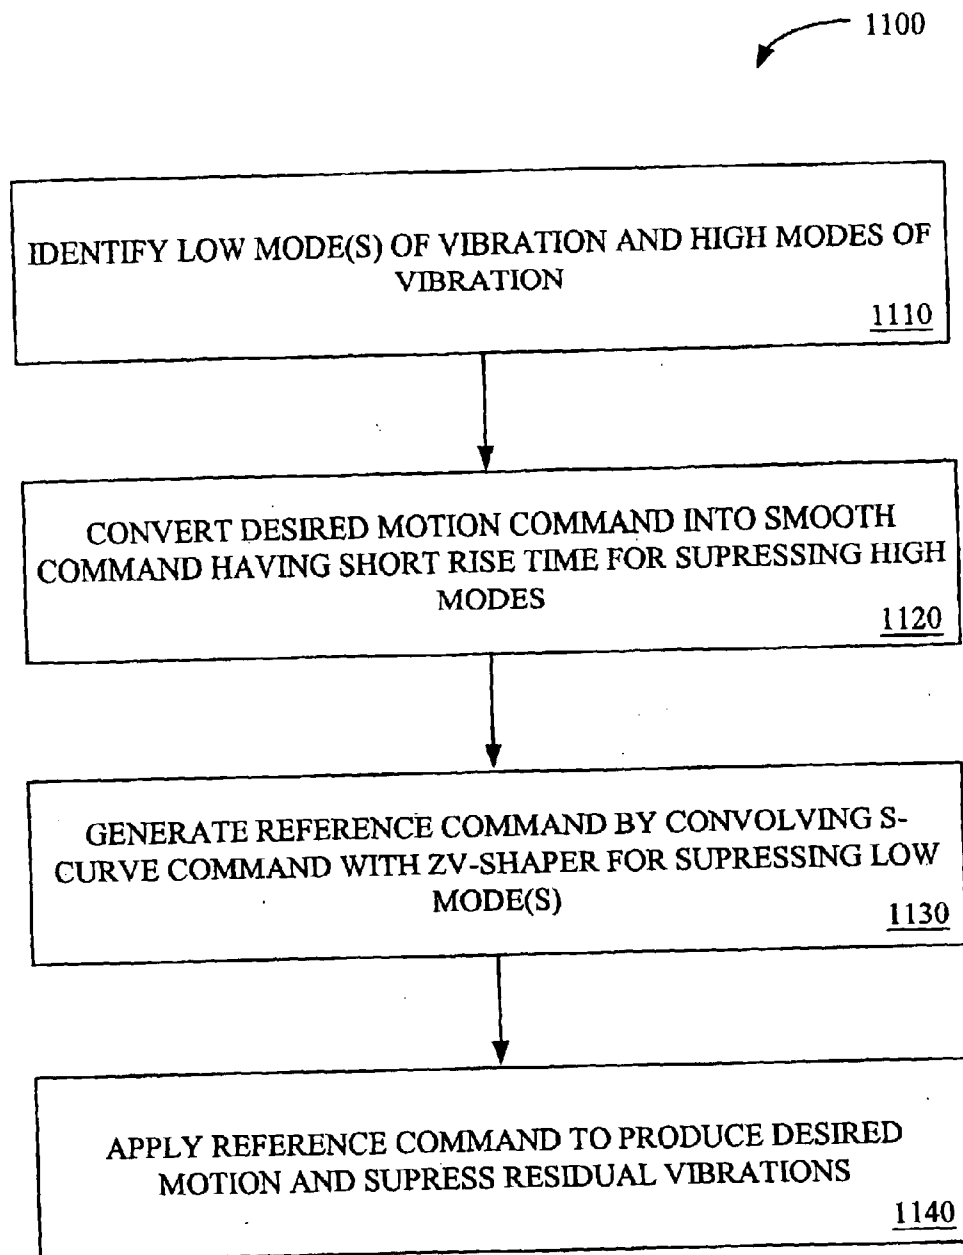 1100
IDENTIFY LOW MODE(S) OF VIBRATION AND HIGH MODES OF
VIBRATION
1110
CONVERT DESIRED MOTION COMMAND INTO SMOOTH
COMMAND HAVING SHORT RISE TIME FOR SUPRESSING HIGH
MODES
1120
GENERATE REFERENCE COMMAND BY CONVOLVING S-
CURVE COMMAND WITH ZV-SHAPER FOR SUPRESSING LOW
MODE(S)
1130
APPLY REFERENCE COMMAND TO PRODUCE DESIRED
MOTION AND SUPRESS RESIDUAL VIBRATIONS
1140